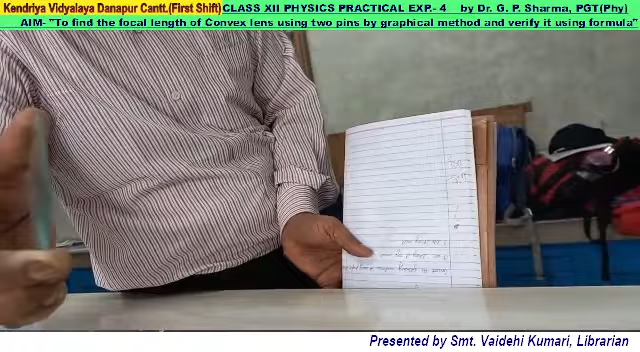 Kendriya Vidyalaya Danapur Cantt.(First Shift) CLASS XII PHYSICS PRACTICAL EXP.- 4 by Dr. G. P. Sharma, PGT(Phy)
AIM- "To find the focal length of Convex lens using two pins by graphical method and verify it using formula"
Presented by Smt. Vaidehi Kumari, Librarian